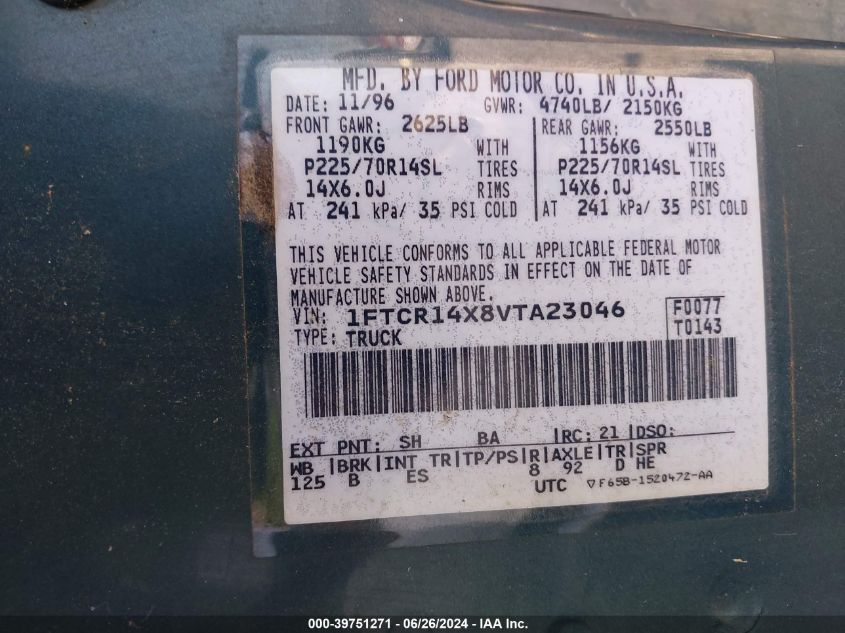 MFD. BY FORD MOTOR CO. IN U.S.A.
DATE: 11/96 GVWR: 4740LB/ 2150KG
FRONT GAWR: 2625LB REAR GAWR: 2550LB
1190KG WITH 1156KG WITH
P225/70R14SL TIRES P225/70R14SL TIRES
14X6.0J RIMS 14X6.0J RIMS
AT 241 kPa/ 35 PSI COLD AT 241 kPa/ 35 PSI COLD
THIS VEHICLE CONFORMS TO ALL APPLICABLE FEDERAL MOTOR
VEHICLE SAFETY STANDARDS IN EFFECT ON THE DATE OF
MANUFACTURE SHOWN ABOVE.
VIN: 1FTCR14X8VTA23046 F0077
TYPE: TRUCK T0143
EXT PNT: SH BA RC: 21 DSO:
WB BRK INT TR TP/PS R AXLE TR SPR
125 B ES 8 92 D HE
UTC ▽F65B-1520472-AA
000-39751271 - 06/26/2024 - IAA Inc.